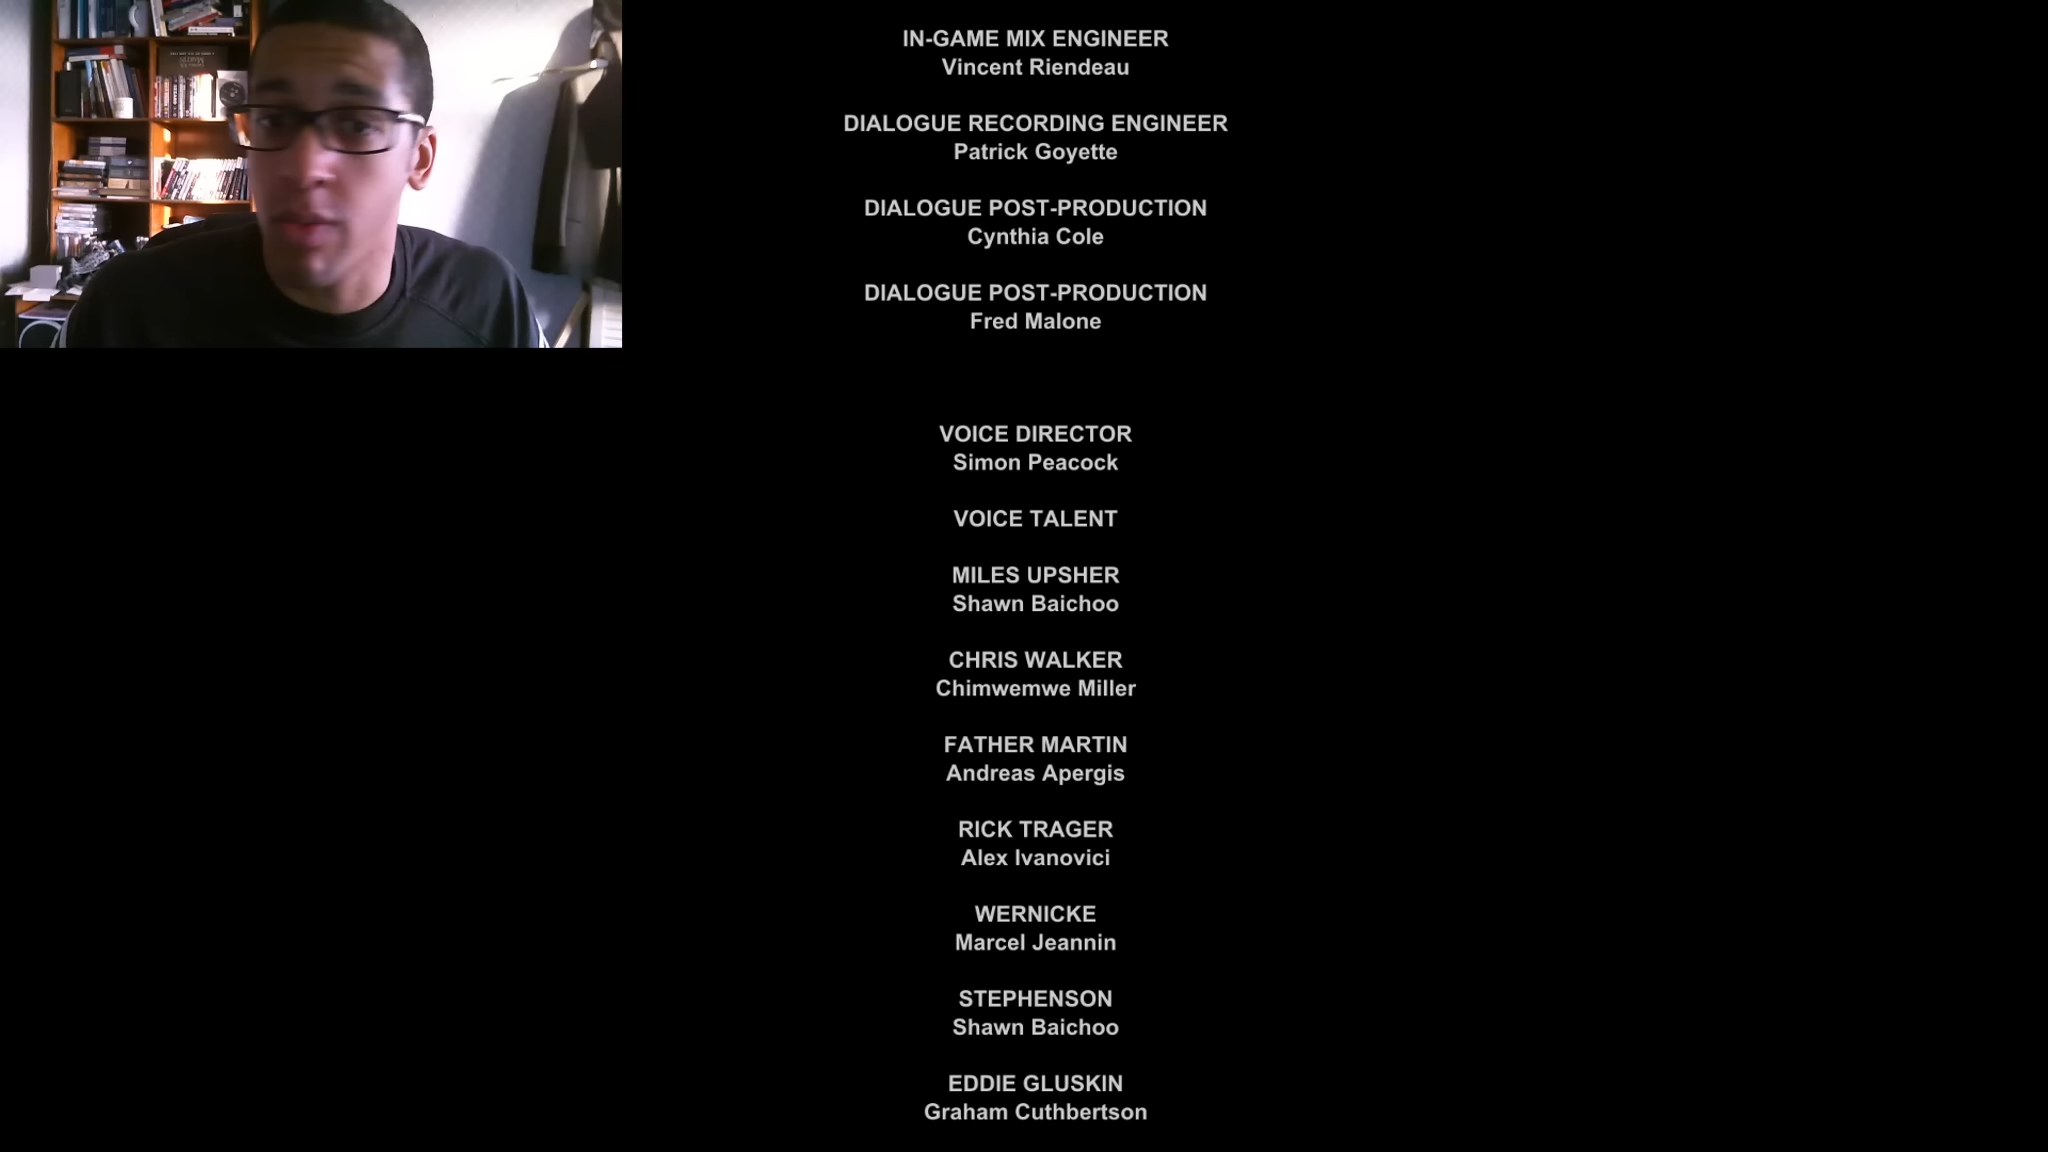 IN-GAME MIX ENGINEER
Vincent Riendeau
DIALOGUE RECORDING ENGINEER
Patrick Goyette
DIALOGUE POST-PRODUCTION
Cynthia Cole
DIALOGUE POST-PRODUCTION
Fred Malone
VOICE DIRECTOR
Simon Peacock
VOICE TALENT
MILES UPSHER
Shawn Baichoo
CHRIS WALKER
Chimwemwe Miller
FATHER MARTIN
Andreas Apergis
RICK TRAGER
Alex Ivanovici
WERNICKE
Marcel Jeannin
STEPHENSON
Shawn Baichoo
EDDIE GLUSKIN
Graham Cuthbertson